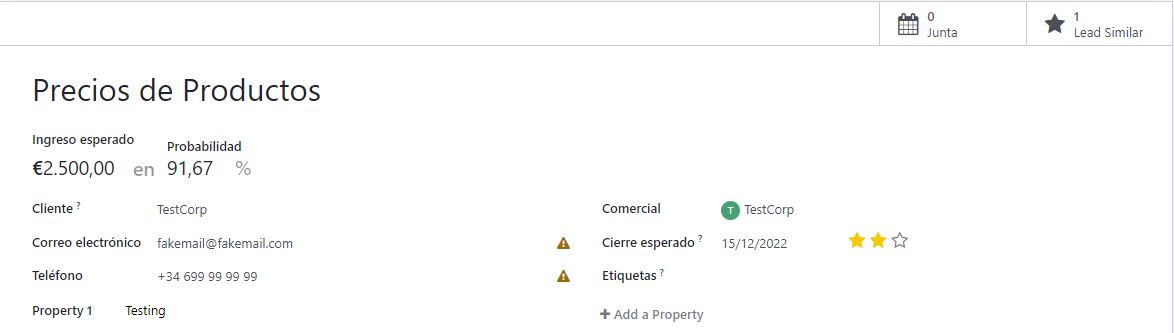 0
Junta
1
Lead Similar
Precios de Productos
Ingreso esperado
Probabilidad
€2.500,00 en 91,67 %
Cliente ? TestCorp
Comercial T TestCorp
Correo electrónico fakemail@fakemail.com
Cierre esperado ? 15/12/2022
Teléfono +34 699 99 99 99
Etiquetas ?
Property 1 Testing
+ Add a Property